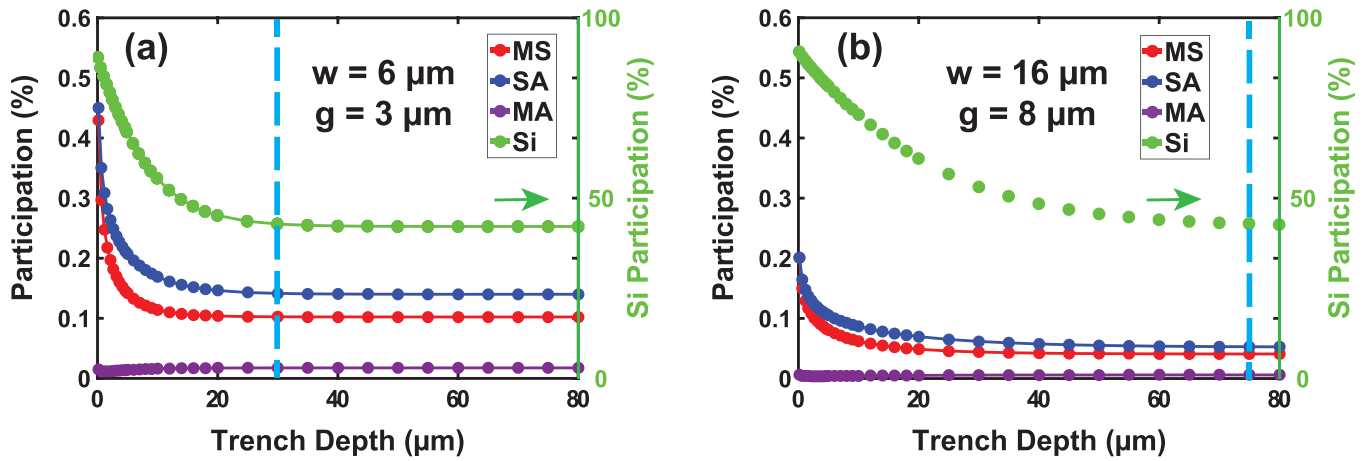 (a)
w = 6 µm
g = 3 µm
MS
SA
MA
Si
Participation (%)
0.6
0.5
0.4
0.3
0.2
0.1
0
0
20
40
60
80
Trench Depth (µm)
100
50
0
Si Participation (%)
(b)
w = 16 µm
g = 8 µm
MS
SA
MA
Si
Participation (%)
0.6
0.5
0.4
0.3
0.2
0.1
0
0
20
40
60
80
Trench Depth (µm)
100
50
0
Si Participation (%)